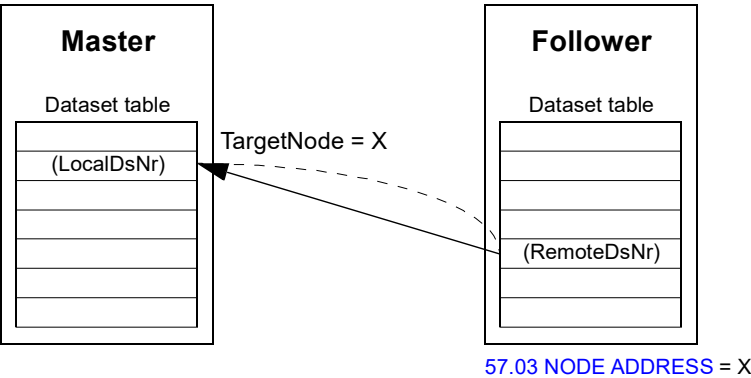 Master
Follower
Dataset table
Dataset table
TargetNode = X
(LocalDsNr)
(RemoteDsNr)
57.03 NODE ADDRESS = X